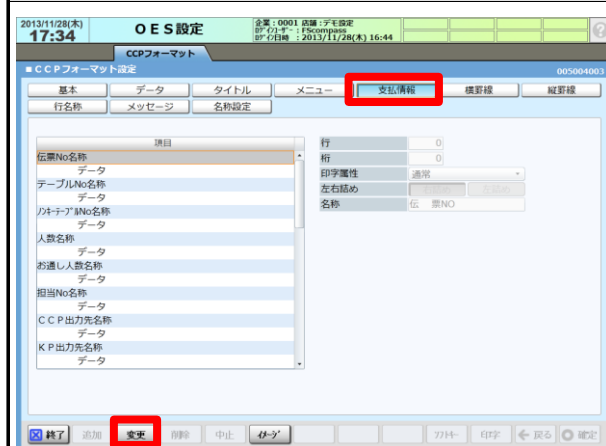 2013/11/28(木)
17:34
OES設定
企業：0001 店舗：デモ設定
ﾛｸﾞｲﾝﾕｰｻﾞｰ：FScompass
ﾛｸﾞｲﾝ日時：2013/11/28(木) 16:44
CCPフォーマット
■CCPフォーマット設定
005004003
基本 データ タイトル メニュー 支払情報 横罫線 縦罫線
行名称 メッセージ 名称設定
項目
伝票No名称
データ
テーブルNo名称
データ
ﾉﾝｷｰﾃｰﾌﾞﾙNo名称
データ
人数名称
データ
お通し人数名称
データ
担当No名称
データ
CCP出力先名称
データ
KP出力先名称
データ
行 0
桁 0
印字属性 通常
左右詰め 右詰め 左詰め
名称 伝　票NO
終了 追加 変更 削除 中止 ｲﾒｰｼﾞ 印字 戻る 確定